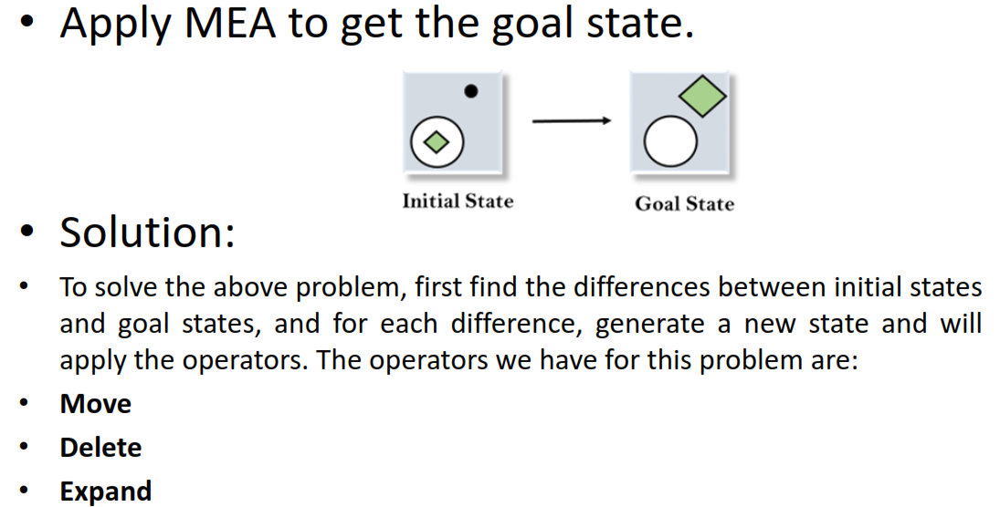 • Apply MEA to get the goal state.
Initial State
Goal State
• Solution:
• To solve the above problem, first find the differences between initial states
and goal states, and for each difference, generate a new state and will
apply the operators. The operators we have for this problem are:
• Move
• Delete
• Expand